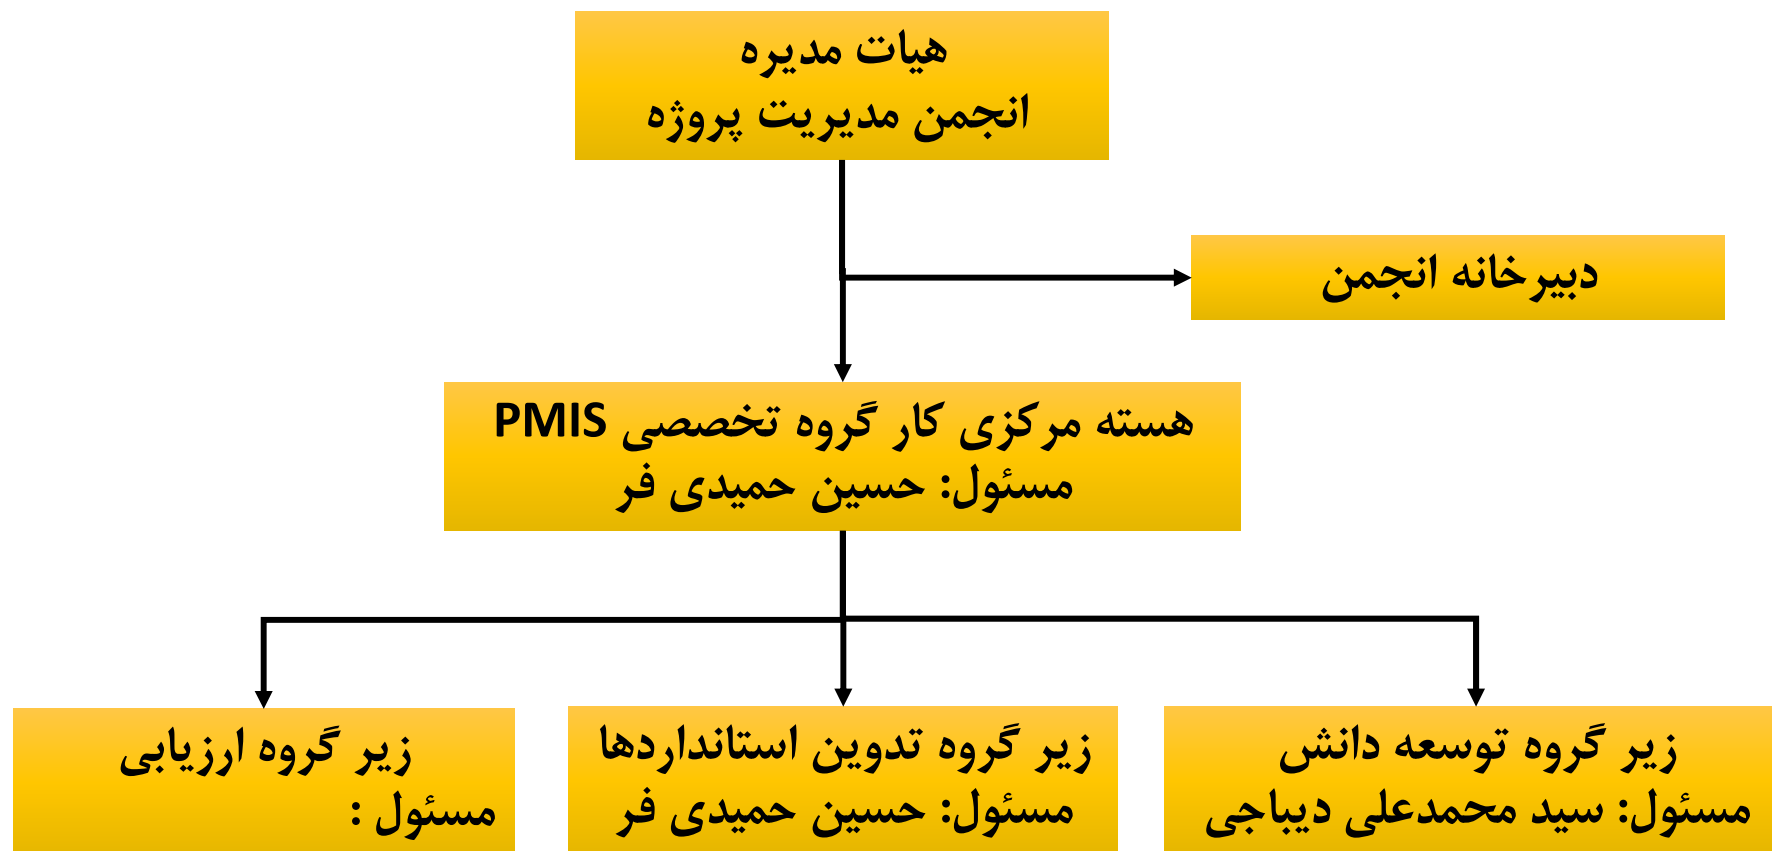 هیات مدیره
انجمن مدیریت پروژه
دبیرخانه انجمن
هسته مرکزی کار گروه تخصصی PMIS
مسئول: حسین حمیدی فر
زیر گروه توسعه دانش
مسئول: سید محمدعلی دیباجی
زیر گروه تدوین استانداردها
مسئول: حسین حمیدی فر
زیر گروه ارزیابی
مسئول :